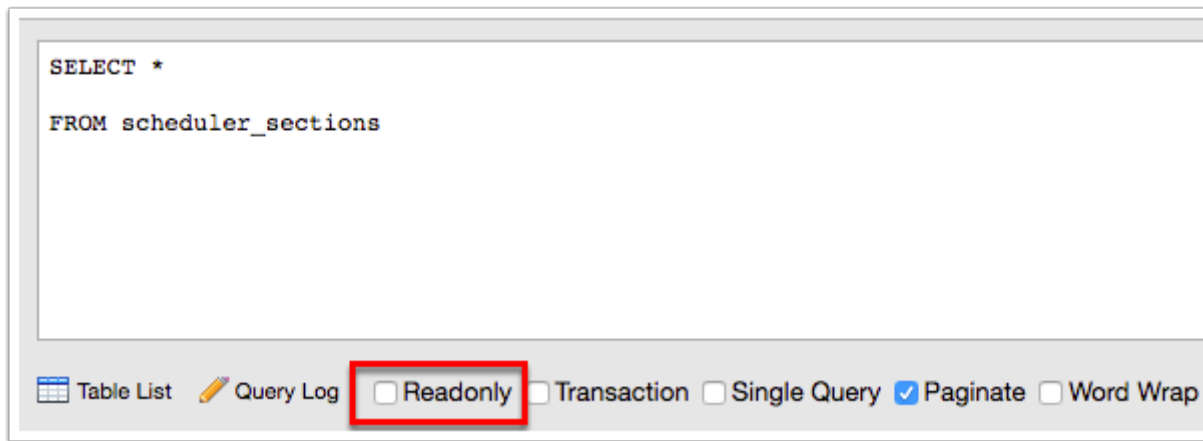 SELECT *
FROM scheduler_sections
Table List Query Log Readonly Transaction Single Query Paginate Word Wrap